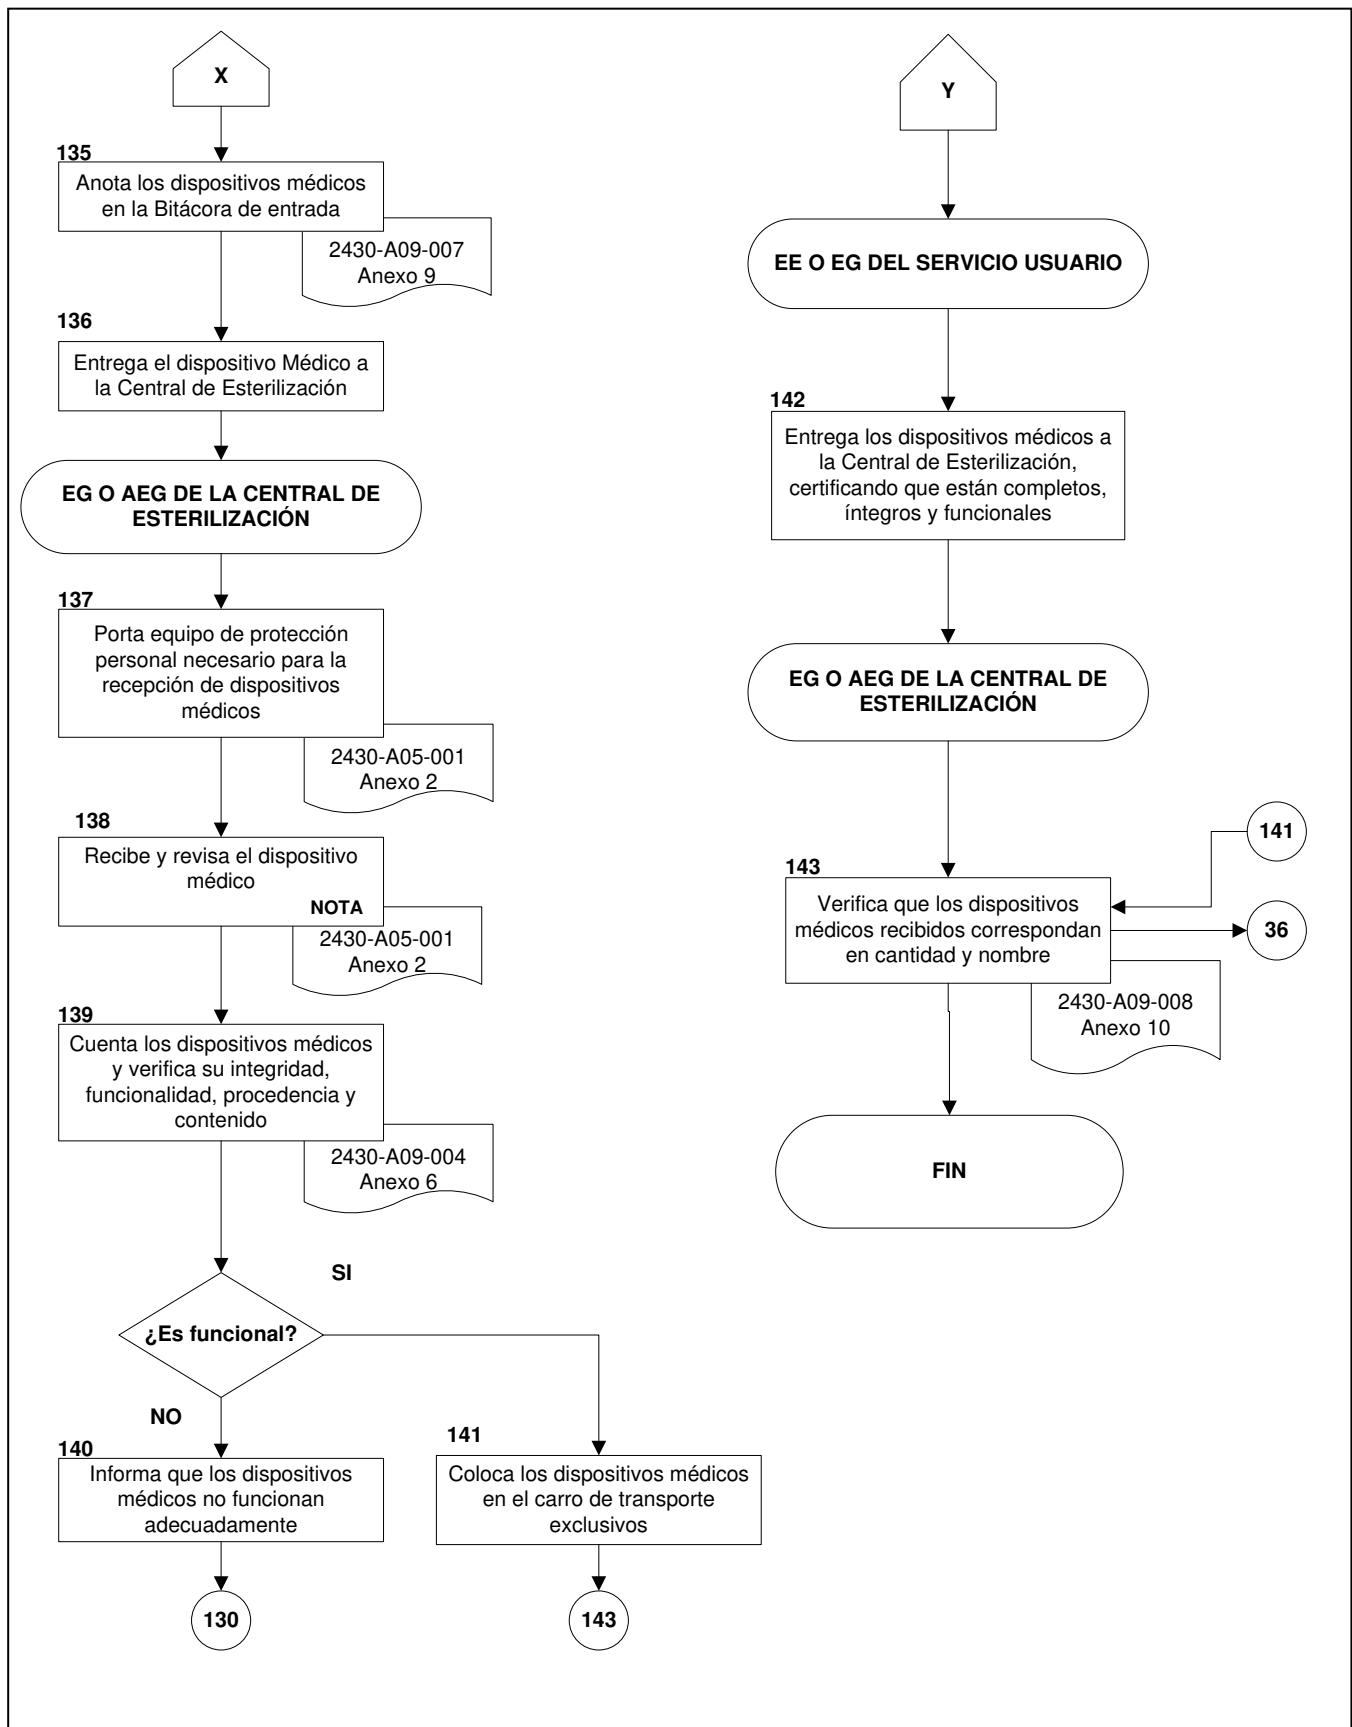 X
135
Anota los dispositivos médicos
en la Bitácora de entrada
2430-A09-007
Anexo 9
136
Entrega el dispositivo Médico a
la Central de Esterilización
EG O AEG DE LA CENTRAL DE
ESTERILIZACIÓN
137
Porta equipo de protección
personal necesario para la
recepción de dispositivos
médicos
2430-A05-001
Anexo 2
138
Recibe y revisa el dispositivo
médico
NOTA
2430-A05-001
Anexo 2
139
Cuenta los dispositivos médicos
y verifica su integridad,
funcionalidad, procedencia y
contenido
2430-A09-004
Anexo 6
SI
¿Es funcional?
NO
140
Informa que los dispositivos
médicos no funcionan
adecuadamente
130
141
Coloca los dispositivos médicos
en el carro de transporte
exclusivos
143
Y
EE O EG DEL SERVICIO USUARIO
142
Entrega los dispositivos médicos a
la Central de Esterilización,
certificando que están completos,
íntegros y funcionales
EG O AEG DE LA CENTRAL DE
ESTERILIZACIÓN
141
143
Verifica que los dispositivos
médicos recibidos correspondan
en cantidad y nombre
36
2430-A09-008
Anexo 10
FIN